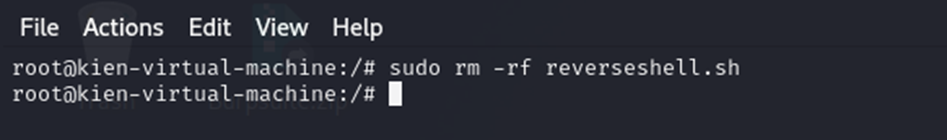 File Actions Edit View Help
root@kien-virtual-machine:/# sudo rm -rf reverseshell.sh
root@kien-virtual-machine:/#